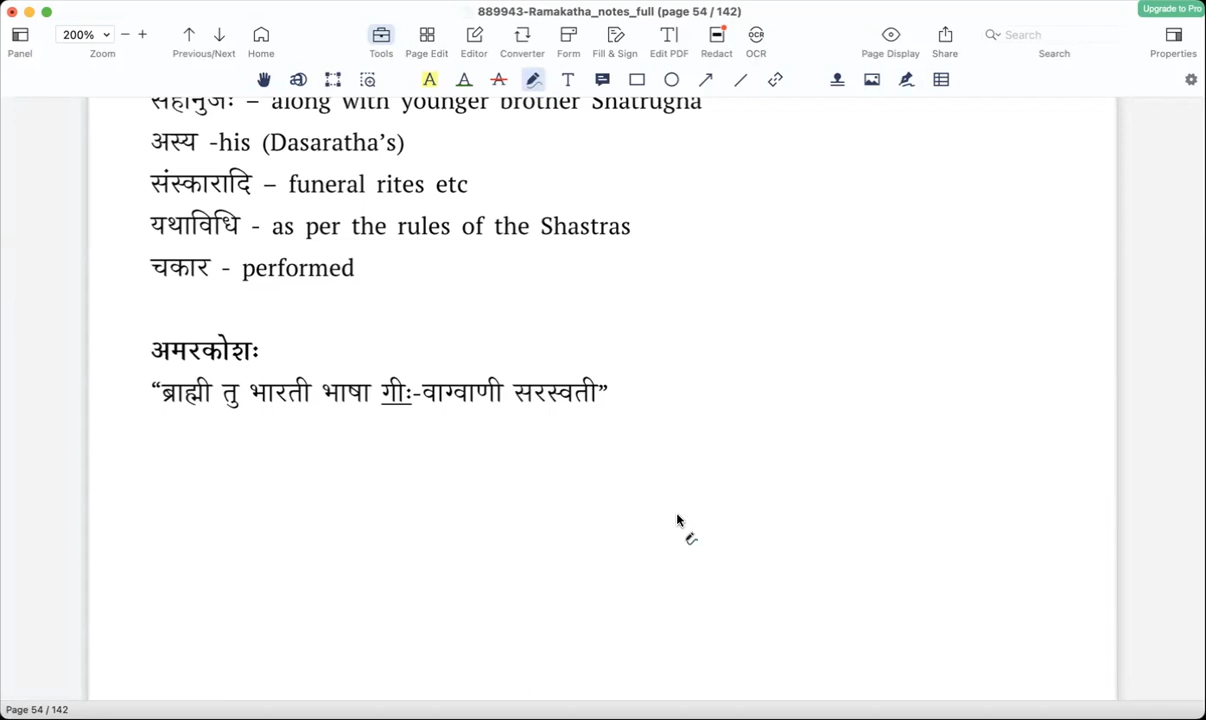 889943-Ramakatha_notes_full (page 54 / 142)
Upgrade to Pro
200%
Search
Panel Zoom Previous/Next Home Tools Page Edit Editor Converter Form Fill & Sign Edit PDF Redact OCR Page Display Share Search Properties
सहानुजः – along with younger brother Shatrugna
अस्य -his (Dasaratha’s)
संस्कारादि – funeral rites etc
यथाविधि - as per the rules of the Shastras
चकार - performed
अमरकोशः
“ब्राह्मी तु भारती भाषा गीः-वाग्वाणी सरस्वती”
Page 54 / 142